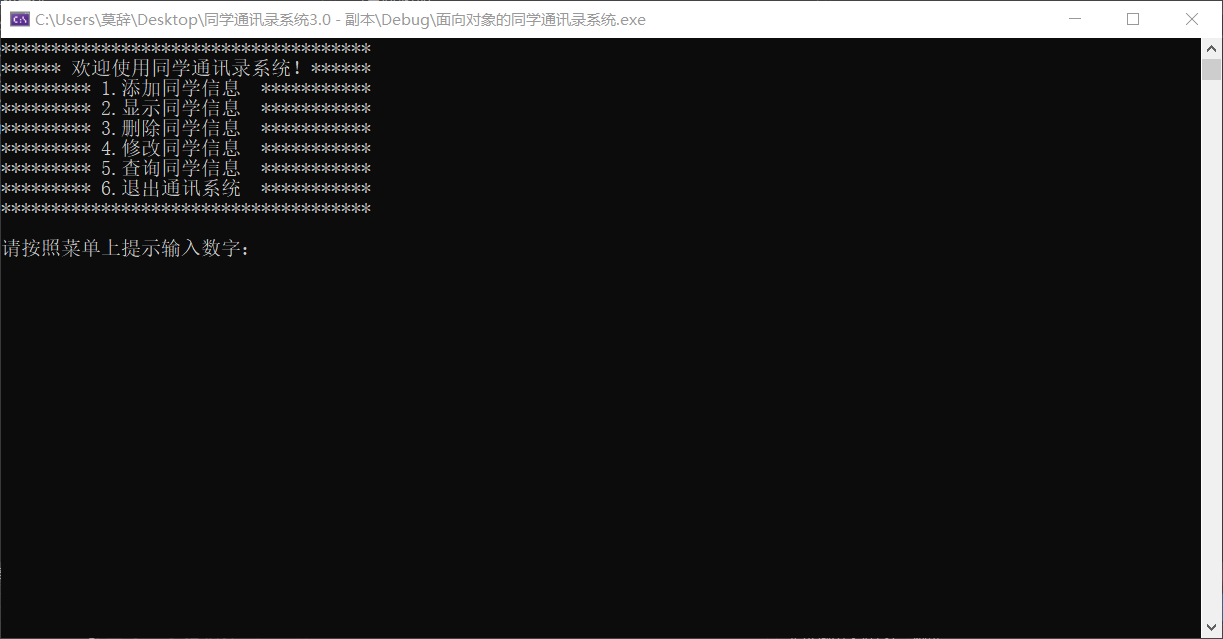 C:\Users\莫辞\Desktop\同学通讯录系统3.0 - 副本\Debug\面向对象的同学通讯录系统.exe
*************************************
****** 欢迎使用同学通讯录系统! ******
********* 1.添加同学信息  ***********
********* 2.显示同学信息  ***********
********* 3.删除同学信息  ***********
********* 4.修改同学信息  ***********
********* 5.查询同学信息  ***********
********* 6.退出通讯系统  ***********
*************************************
请按照菜单上提示输入数字: